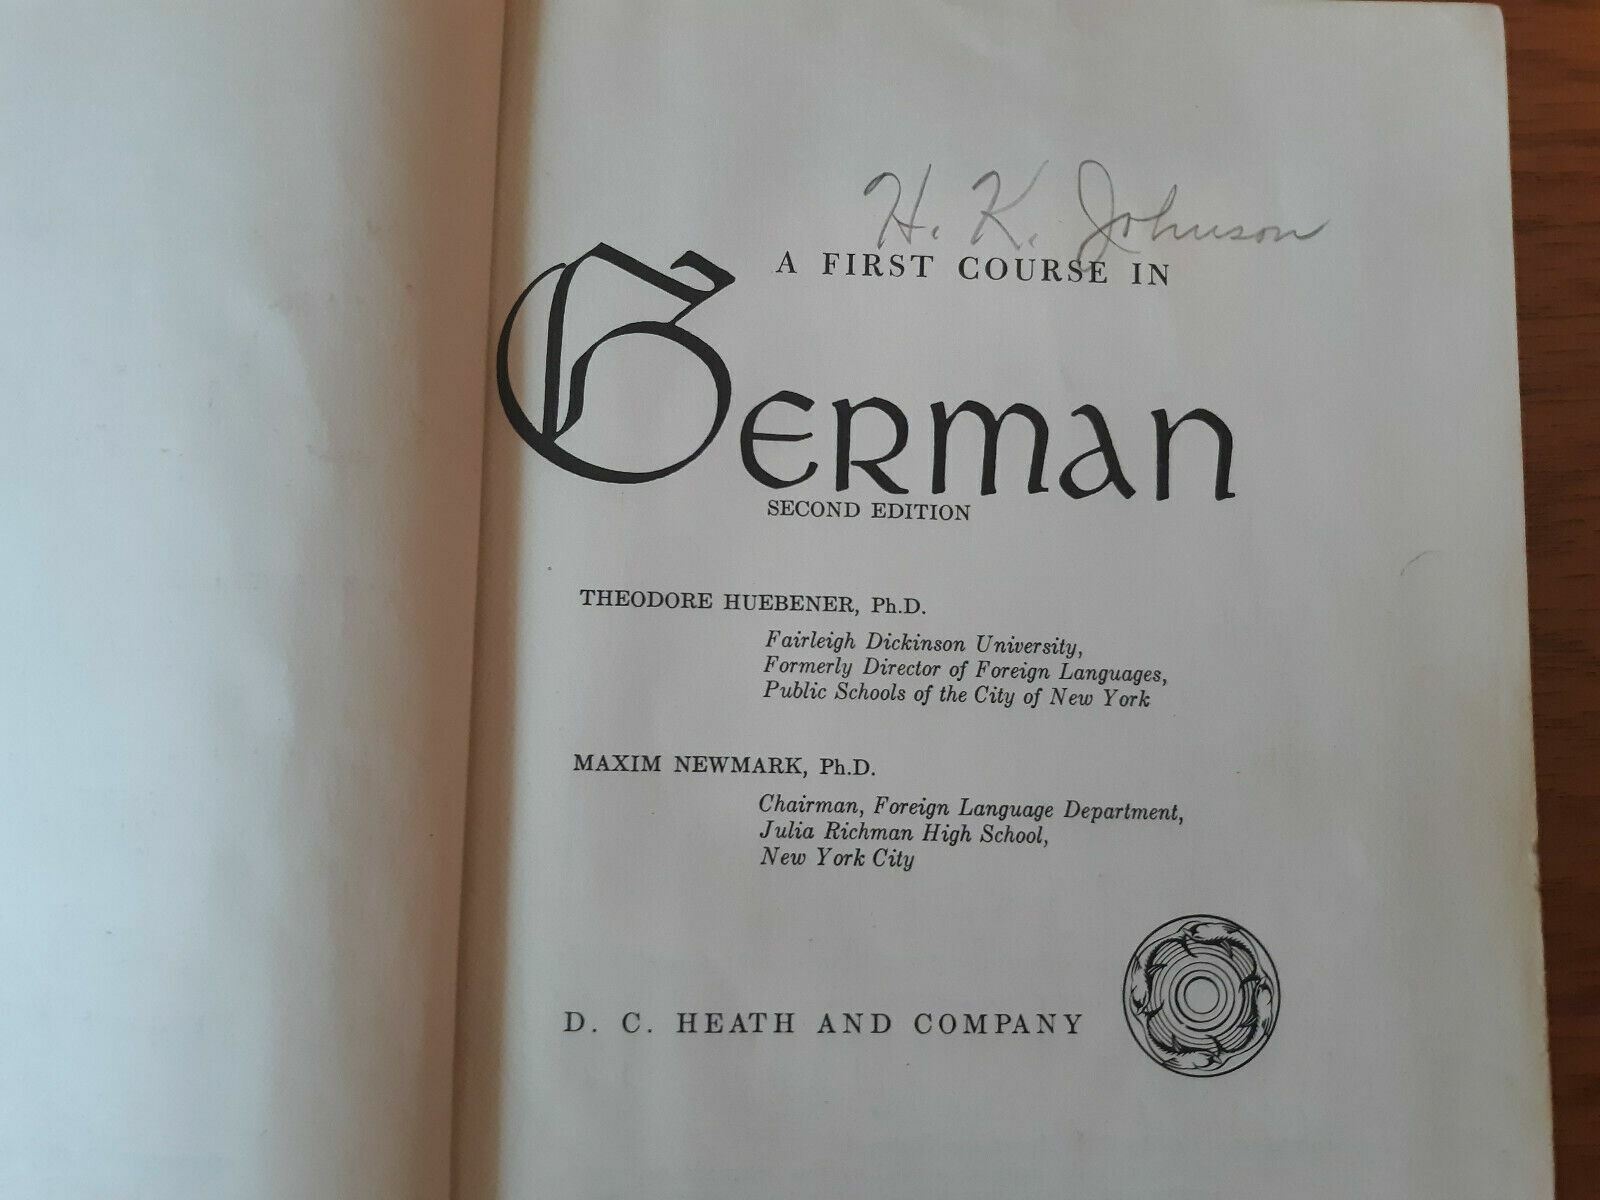 H. K. Johnson
A FIRST COURSE IN
German
SECOND EDITION
THEODORE HUEBENER, Ph.D.
Fairleigh Dickinson University,
Formerly Director of Foreign Languages,
Public Schools of the City of New York
MAXIM NEWMARK, Ph.D.
Chairman, Foreign Language Department,
Julia Richman High School,
New York City
D. C. HEATH AND COMPANY